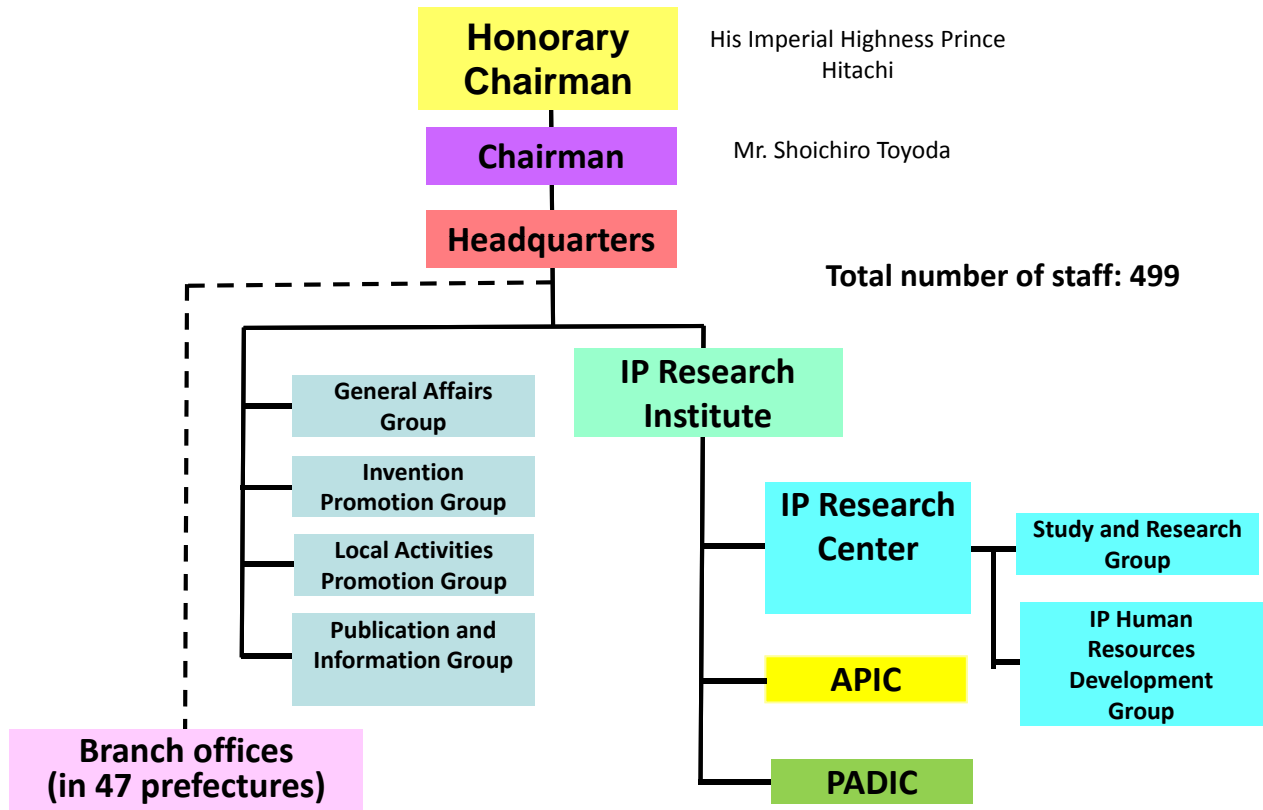 Honorary
Chairman
His Imperial Highness Prince
Hitachi
Chairman
Mr. Shoichiro Toyoda
Headquarters
Total number of staff: 499
IP Research
Institute
General Affairs
Group
Invention
Promotion Group
Local Activities
Promotion Group
Publication and
Information Group
IP Research
Center
Study and Research
Group
IP Human
Resources
Development
Group
APIC
PADIC
Branch offices
(in 47 prefectures)